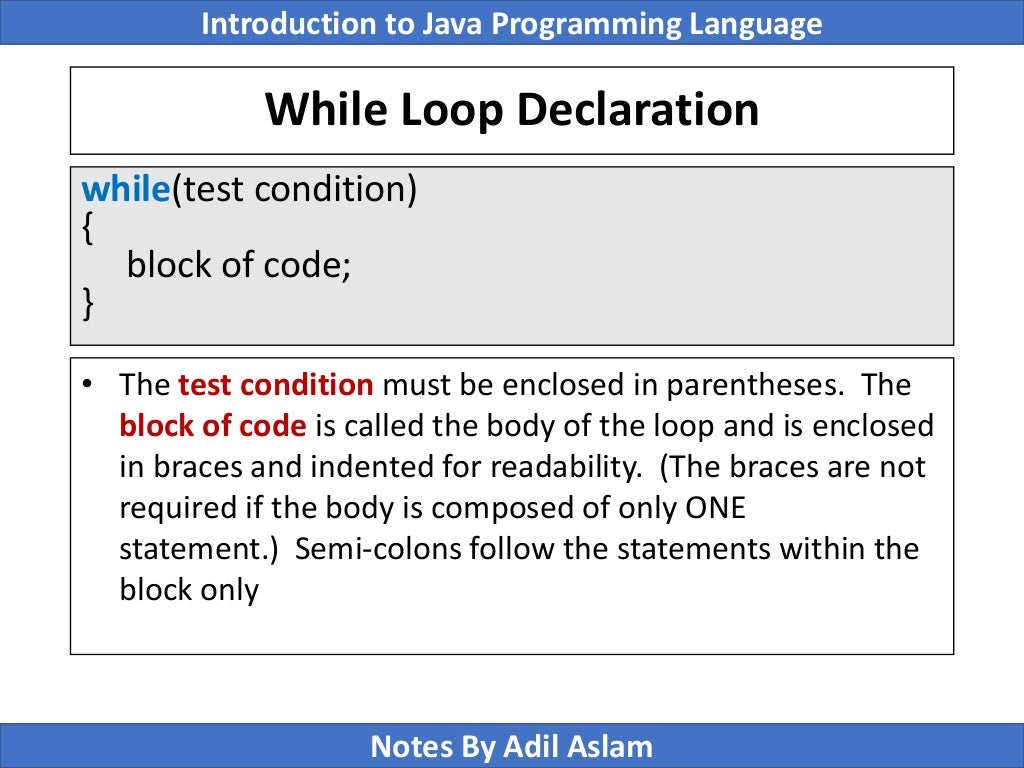 Introduction to Java Programming Language
While Loop Declaration
while(test condition)
{
block of code;
}
• The test condition must be enclosed in parentheses.  The
block of code is called the body of the loop and is enclosed
in braces and indented for readability.  (The braces are not
required if the body is composed of only ONE
statement.)  Semi-colons follow the statements within the
block only
Notes By Adil Aslam